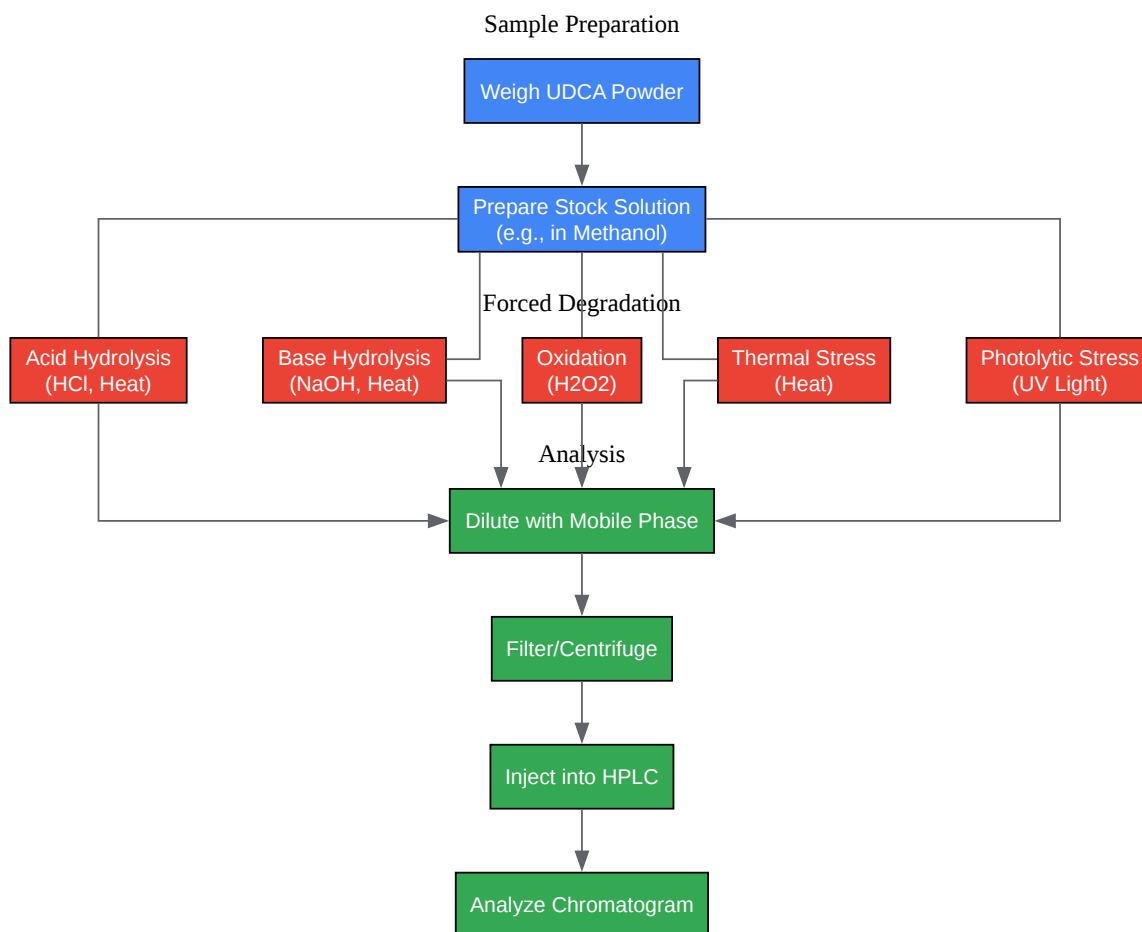 Sample Preparation
Weigh UDCA Powder
Prepare Stock Solution
(e.g., in Methanol)
Forced Degradation
Acid Hydrolysis
(HCl, Heat)
Base Hydrolysis
(NaOH, Heat)
Oxidation
(H2O2)
Thermal Stress
(Heat)
Photolytic Stress
(UV Light)
Analysis
Dilute with Mobile Phase
Filter/Centrifuge
Inject into HPLC
Analyze Chromatogram